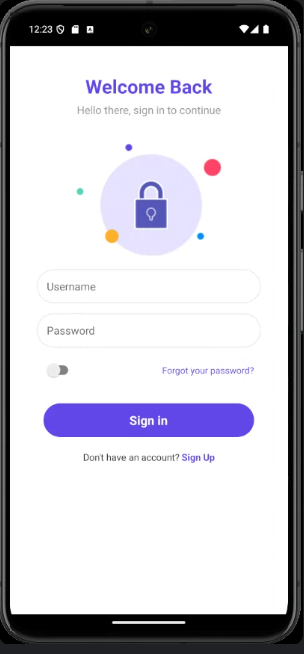 12:23
Welcome Back
Hello there, sign in to continue
Username
Password
Forgot your password?
Sign in
Don't have an account? Sign Up